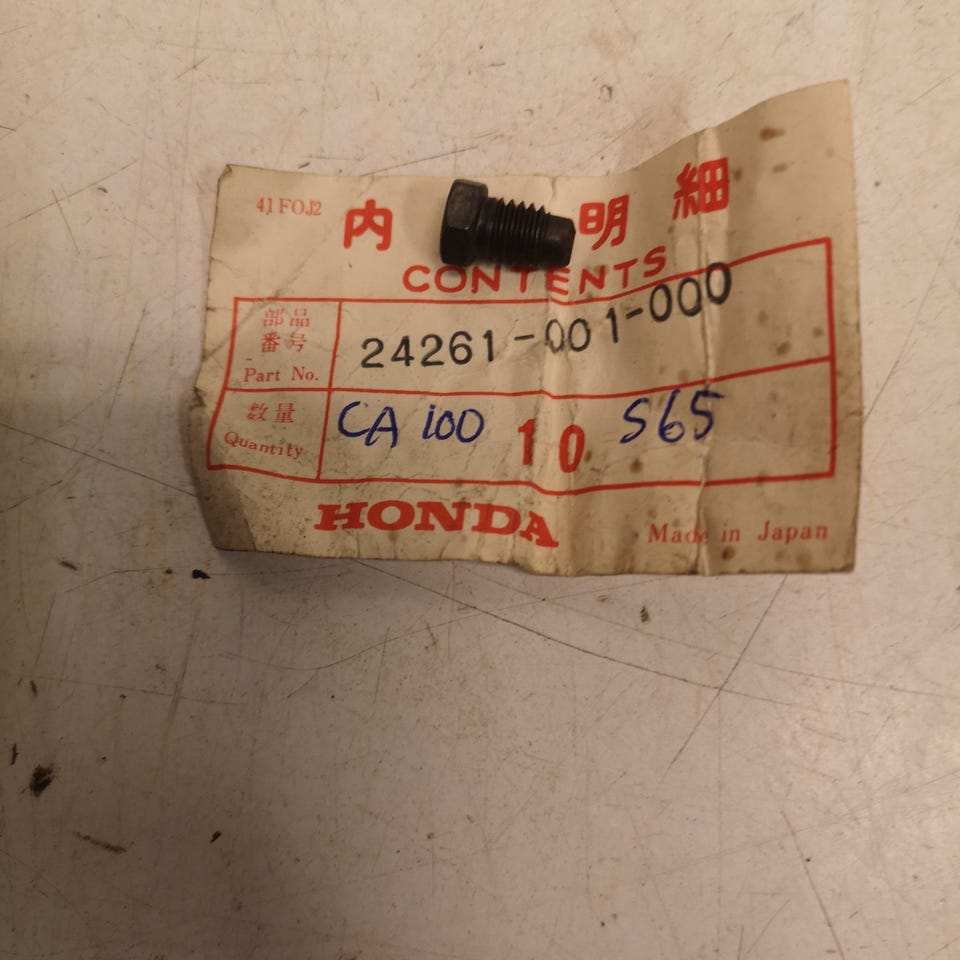 41FOJ2
内 明細
CONTENTS
部品
番号
Part No.
24261-001-000
数量
Quantity
CA 100 10 S65
HONDA
Made in Japan